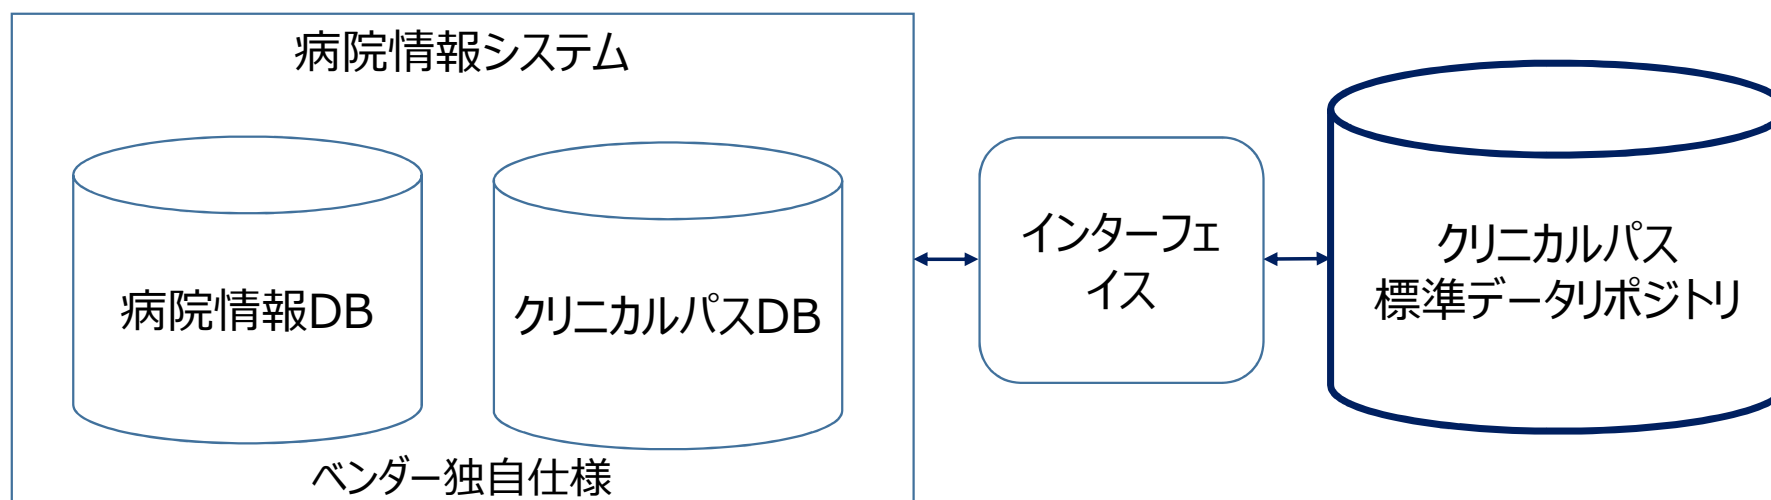 病院情報システム
病院情報DB
クリニカルパスDB
ベンダー独自仕様
インターフェ
イス
クリニカルパス
標準データリポジトリ